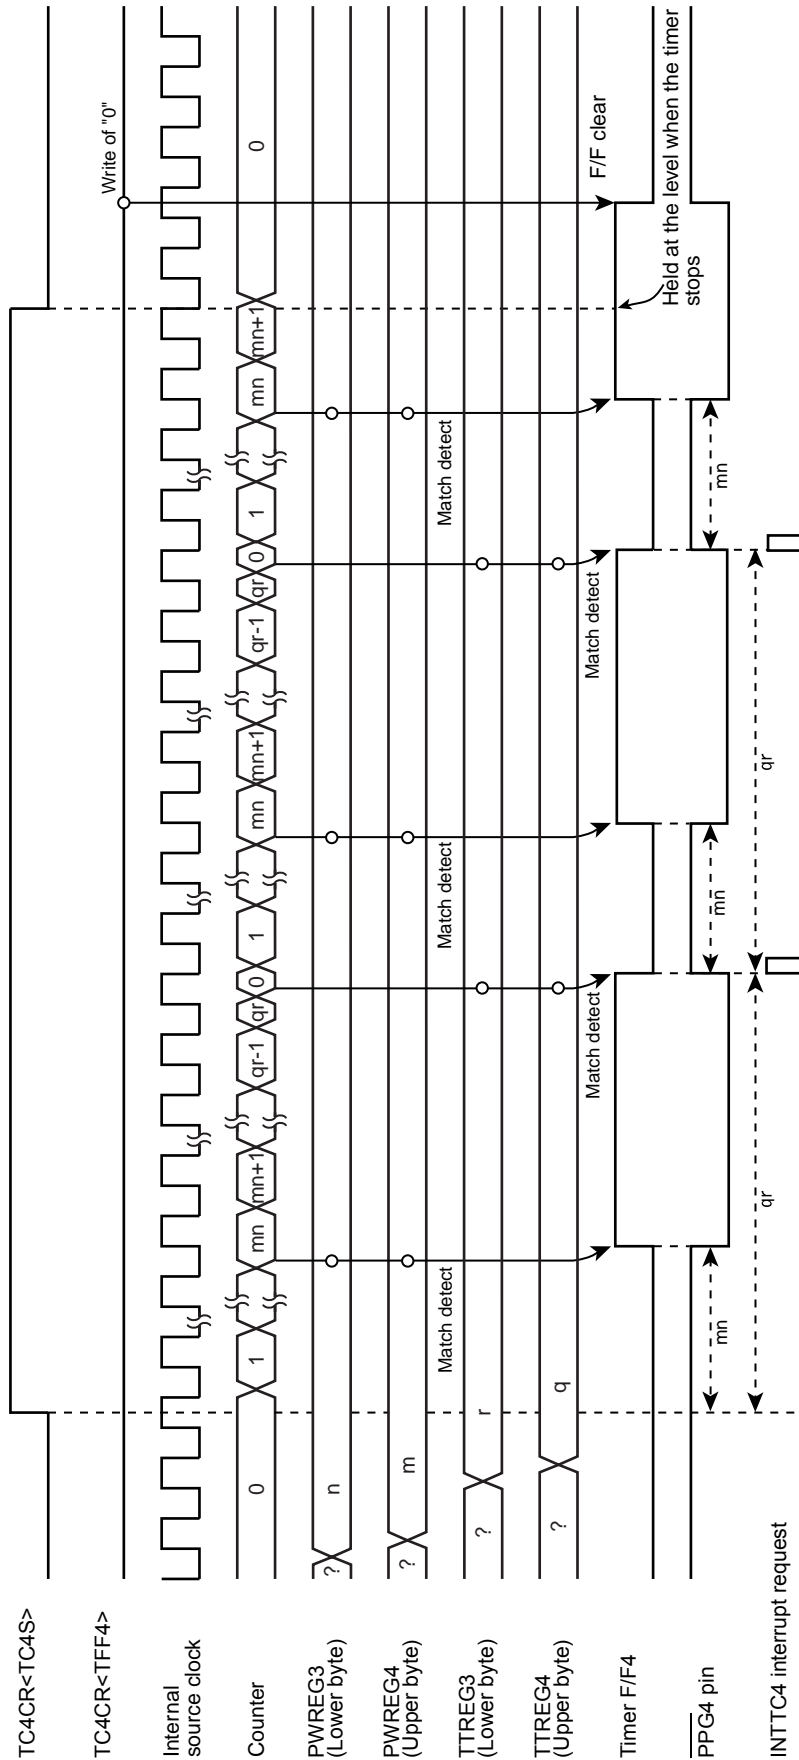 TC4CR<TC4S>
TC4CR<TFF4>
Write of "0"
Internal
source clock
Counter
0
1
mn
mn+1
qr-1
qr
0
1
mn
mn+1
qr-1
qr
0
1
mn
mn+1
0
PWREG3
(Lower byte)
?
n
PWREG4
(Upper byte)
?
m
Match detect
Match detect
Match detect
TTREG3
(Lower byte)
?
r
TTREG4
(Upper byte)
?
q
Match detect
Match detect
F/F clear
Timer F/F4
Held at the level when the timer
stops
PPG4 pin
mn
mn
mn
qr
qr
INTTC4 interrupt request